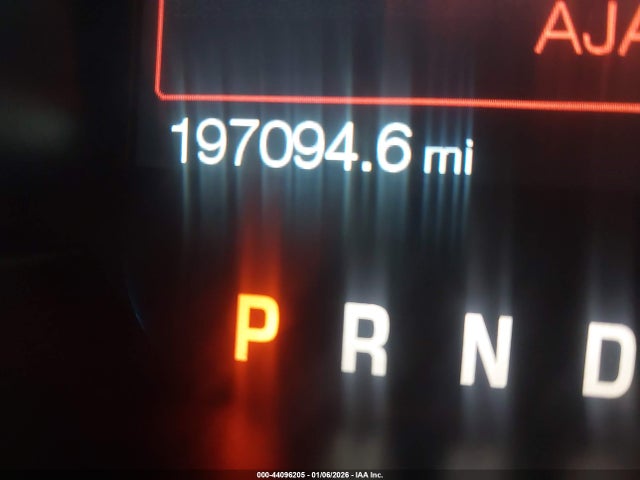 AJA
197094.6 mi
P R N D
000-44096205 - 01/06/2026 - IAA Inc.